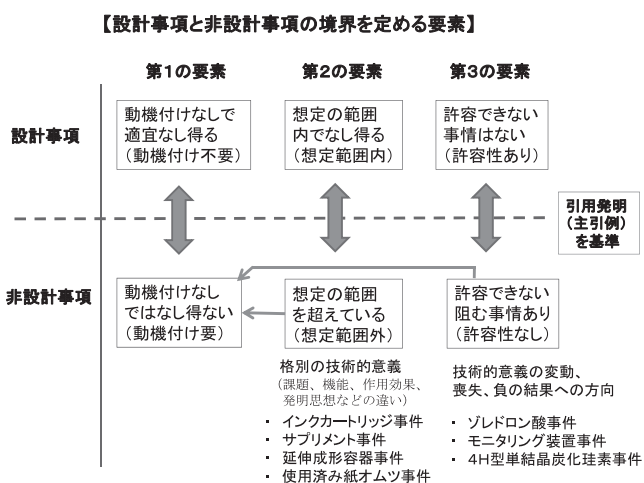 【設計事項と非設計事項の境界を定める要素】
第１の要素
第２の要素
第３の要素
設計事項
動機付けなしで
適宜なし得る
（動機付け不要）
想定の範囲
内でなし得る
（想定範囲内）
許容できない
事情はない
（許容性あり）
引用発明
（主引例）
を基準
非設計事項
動機付けなし
ではなし得ない
（動機付け要）
想定の範囲
を超えている
（想定範囲外）
許容できない
阻む事情あり
（許容性なし）
格別の技術的意義
（課題、機能、作用効果、
発明思想などの違い）
・ インクカートリッジ事件
・ サプリメント事件
・ 延伸成形容器事件
・ 使用済み紙オムツ事件
技術的意義の変動、
喪失、負の結果への方向
・ ゾレドロン酸事件
・ モニタリング装置事件
・ ４Ｈ型単結晶炭化珪素事件